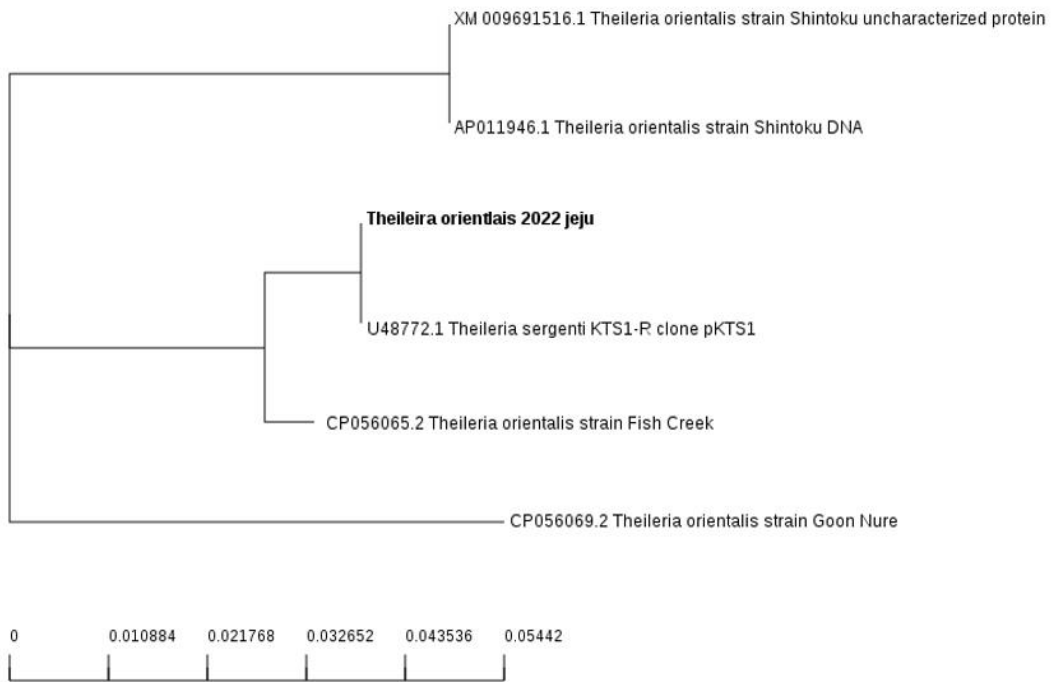 XM 009691516.1 Theileria orientalis strain Shintoku uncharacterized protein
AP011946.1 Theileria orientalis strain Shintoku DNA
Theileira orientlais 2022 jeju
U48772.1 Theileria sergenti KTS1-R clone pKTS1
CP056065.2 Theileria orientalis strain Fish Creek
CP056069.2 Theileria orientalis strain Goon Nure
0 0.010884 0.021768 0.032652 0.043536 0.05442